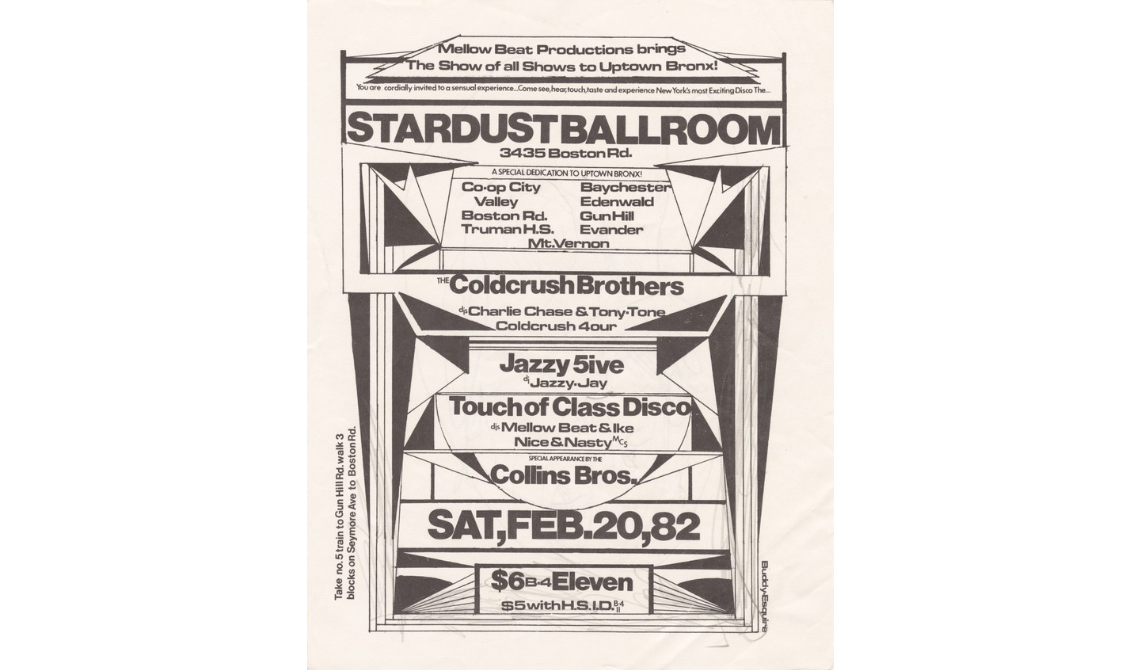 Mellow Beat Productions brings
The Show of all Shows to Uptown Bronx!
You are cordially invited to a sensual experience...Come see, hear, touch, taste and experience New York's most Exciting Disco The...
STARDUST BALLROOM
3435 Boston Rd.
A SPECIAL DEDICATION TO UPTOWN BRONX!
Co-op City Baychester
Valley Edenwald
Boston Rd. Gun Hill
Truman H.S. Evander
Mt. Vernon
THE Coldcrush Brothers
djs Charlie Chase & Tony-Tone
Coldcrush 4our
Jazzy 5ive
dj Jazzy-Jay
Touch of Class Disco
djs Mellow Beat & Ike
Nice & Nasty MCs
SPECIAL APPEARANCE BY THE
Collins Bros.
SAT, FEB. 20, 82
$6 B-4 Eleven
$5 with H.S. I.D. B-4 11
Take no. 5 train to Gun Hill Rd. walk 3
blocks on Seymore Ave to Boston Rd.
Buddy-Esquire